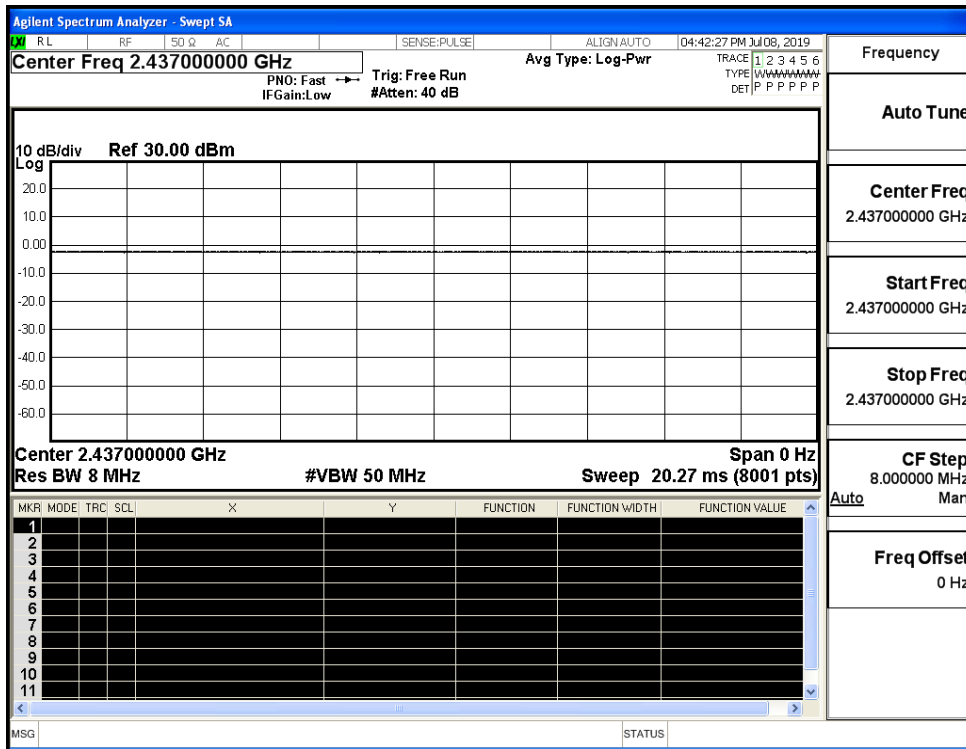 Agilent Spectrum Analyzer - Swept SA
LXI RL RF 50 Ω AC SENSE:PULSE ALIGN AUTO 04:42:27 PM Jul 08, 2019
Center Freq 2.437000000 GHz
PNO: Fast
IFGain:Low
Trig: Free Run
#Atten: 40 dB
Avg Type: Log-Pwr
TRACE 1 2 3 4 5 6
TYPE WWWWWW
DET P P P P P P
10 dB/div Ref 30.00 dBm
Log
20.0
10.0
0.00
-10.0
-20.0
-30.0
-40.0
-50.0
-60.0
Center 2.437000000 GHz Span 0 Hz
Res BW 8 MHz #VBW 50 MHz Sweep 20.27 ms (8001 pts)
MKR MODE TRC SCL X Y FUNCTION FUNCTION WIDTH FUNCTION VALUE
1
2
3
4
5
6
7
8
9
10
11
MSG STATUS
Frequency
Auto Tune
Center Freq
2.437000000 GHz
Start Freq
2.437000000 GHz
Stop Freq
2.437000000 GHz
CF Step
8.000000 MHz
Auto Man
Freq Offset
0 Hz